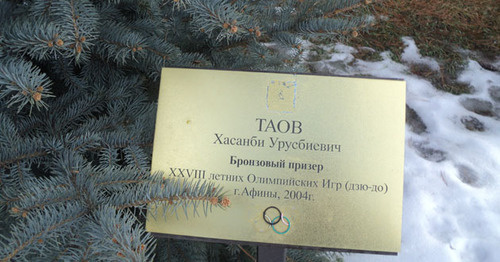 ТАОВ
Хасанби Урусбиевич
Бронзовый призер
XXVIII летних Олимпийских Игр (дзю-до)
г.Афины, 2004г.